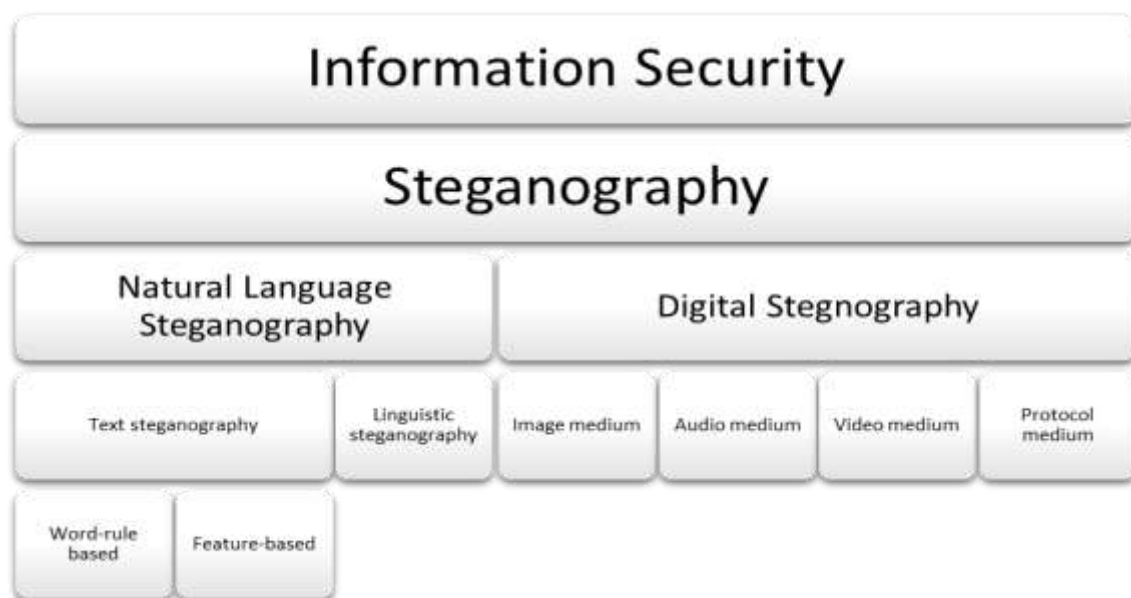 Information Security
Steganography
Natural Language
Steganography
Digital Stegnography
Text steganography
Linguistic
steganography
Image medium
Audio medium
Video medium
Protocol
medium
Word-rule
based
Feature-based